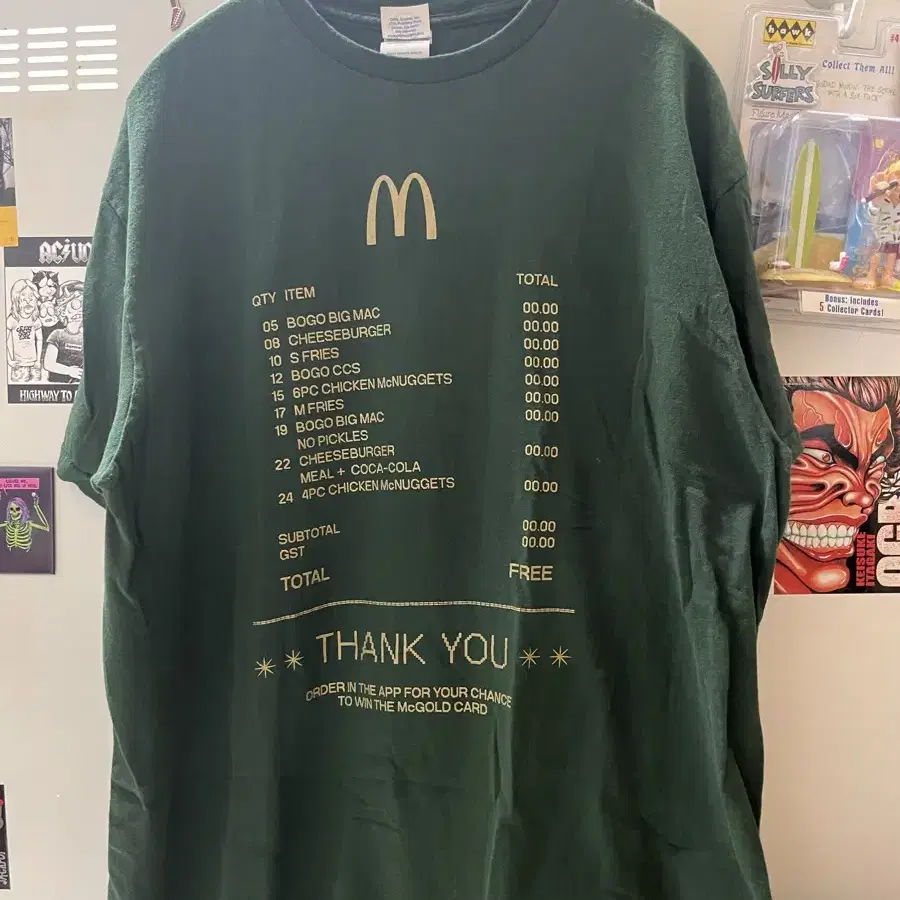 QTY ITEM TOTAL
05 BOGO BIG MAC 00.00
08 CHEESEBURGER 00.00
10 S FRIES 00.00
12 BOGO CCS 00.00
15 6PC CHICKEN McNUGGETS 00.00
17 M FRIES 00.00
19 BOGO BIG MAC 00.00
NO PICKLES
22 CHEESEBURGER 00.00
MEAL + COCA-COLA
24 4PC CHICKEN McNUGGETS 00.00
SUBTOTAL 00.00
GST 00.00
TOTAL FREE
THANK YOU
ORDER IN THE APP FOR YOUR CHANCE
TO WIN THE McGOLD CARD
HIGHWAY TO
hawk
SILLY
SURFERS
Collect Them All!
Bonus: Includes
5 Collector Cards!
KEISUKE
ITAGAKI